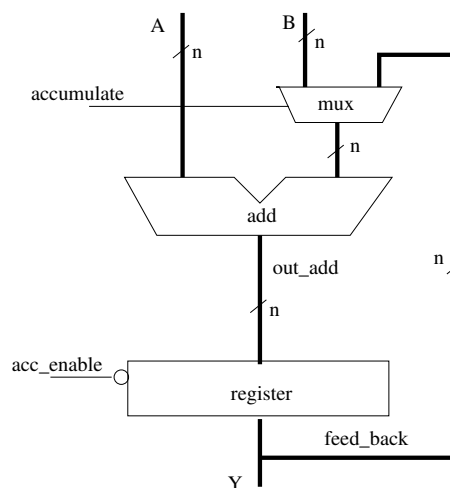 A
B
n
n
accumulate
mux
n
add
out_add
n
n
acc_enable
register
feed_back
Y